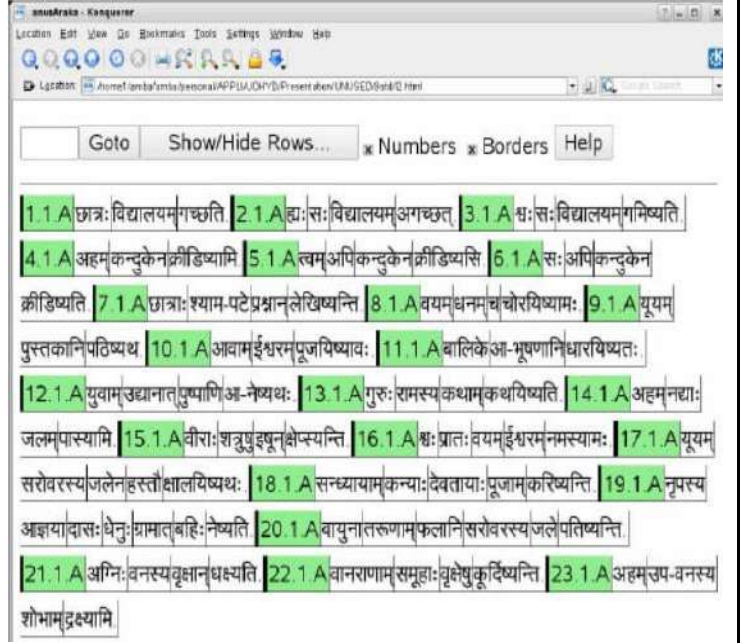 anusAraka - Konqueror
Location Edit View Go Bookmarks Tools Settings Window Help
Location:
Goto Show/Hide Rows... Numbers Borders Help
1.1.A छात्रः विद्यालयम् गच्छति. 2.1.A ह्यः सः विद्यालयम् अगच्छत्. 3.1.A श्वः सः विद्यालयम् गमिष्यति.
4.1.A अहम् कन्दुकेन क्रीडिष्यामि. 5.1.A त्वम् अपि कन्दुकेन क्रीडिष्यसि. 6.1.A सः अपि कन्दुकेन
क्रीडिष्यति. 7.1.A छात्राः श्याम-पटे प्रश्नान् लेखिष्यन्ति. 8.1.A वयम् धनम् च चोरयिष्यामः. 9.1.A यूयम्
पुस्तकानि पठिष्यथ. 10.1.A आवाम् ईश्वरम् पूजयिष्यावः. 11.1.A बालिके आ-भूषणानि धारयिष्यतः.
12.1.A युवाम् उद्यानात् पुष्पाणि आ-नेष्यथः. 13.1.A गुरुः रामस्य कथाम् कथयिष्यति. 14.1.A अहम् नद्याः
जलम् पास्यामि. 15.1.A वीराः शत्रुषु इषून् क्षेप्स्यन्ति. 16.1.A श्वः प्रातः वयम् ईश्वरम् नमस्यामः. 17.1.A यूयम्
सरोवरस्य जलेन हस्तौ क्षालयिष्यथः. 18.1.A सन्ध्यायाम् कन्याः देवतायाः पूजाम् करिष्यन्ति. 19.1.A नृपस्य
आज्ञया दासः धेनुः ग्रामात् बहिः नेष्यति. 20.1.A वायुना तरूणाम् फलानि सरोवरस्य जले पतिष्यन्ति.
21.1.A अग्निः वनस्य वृक्षान् धक्ष्यति. 22.1.A वानराणाम् समूहाः वृक्षेषु कूर्दिष्यन्ति. 23.1.A अहम् उप-वनस्य
शोभाम् द्रक्ष्यामि.